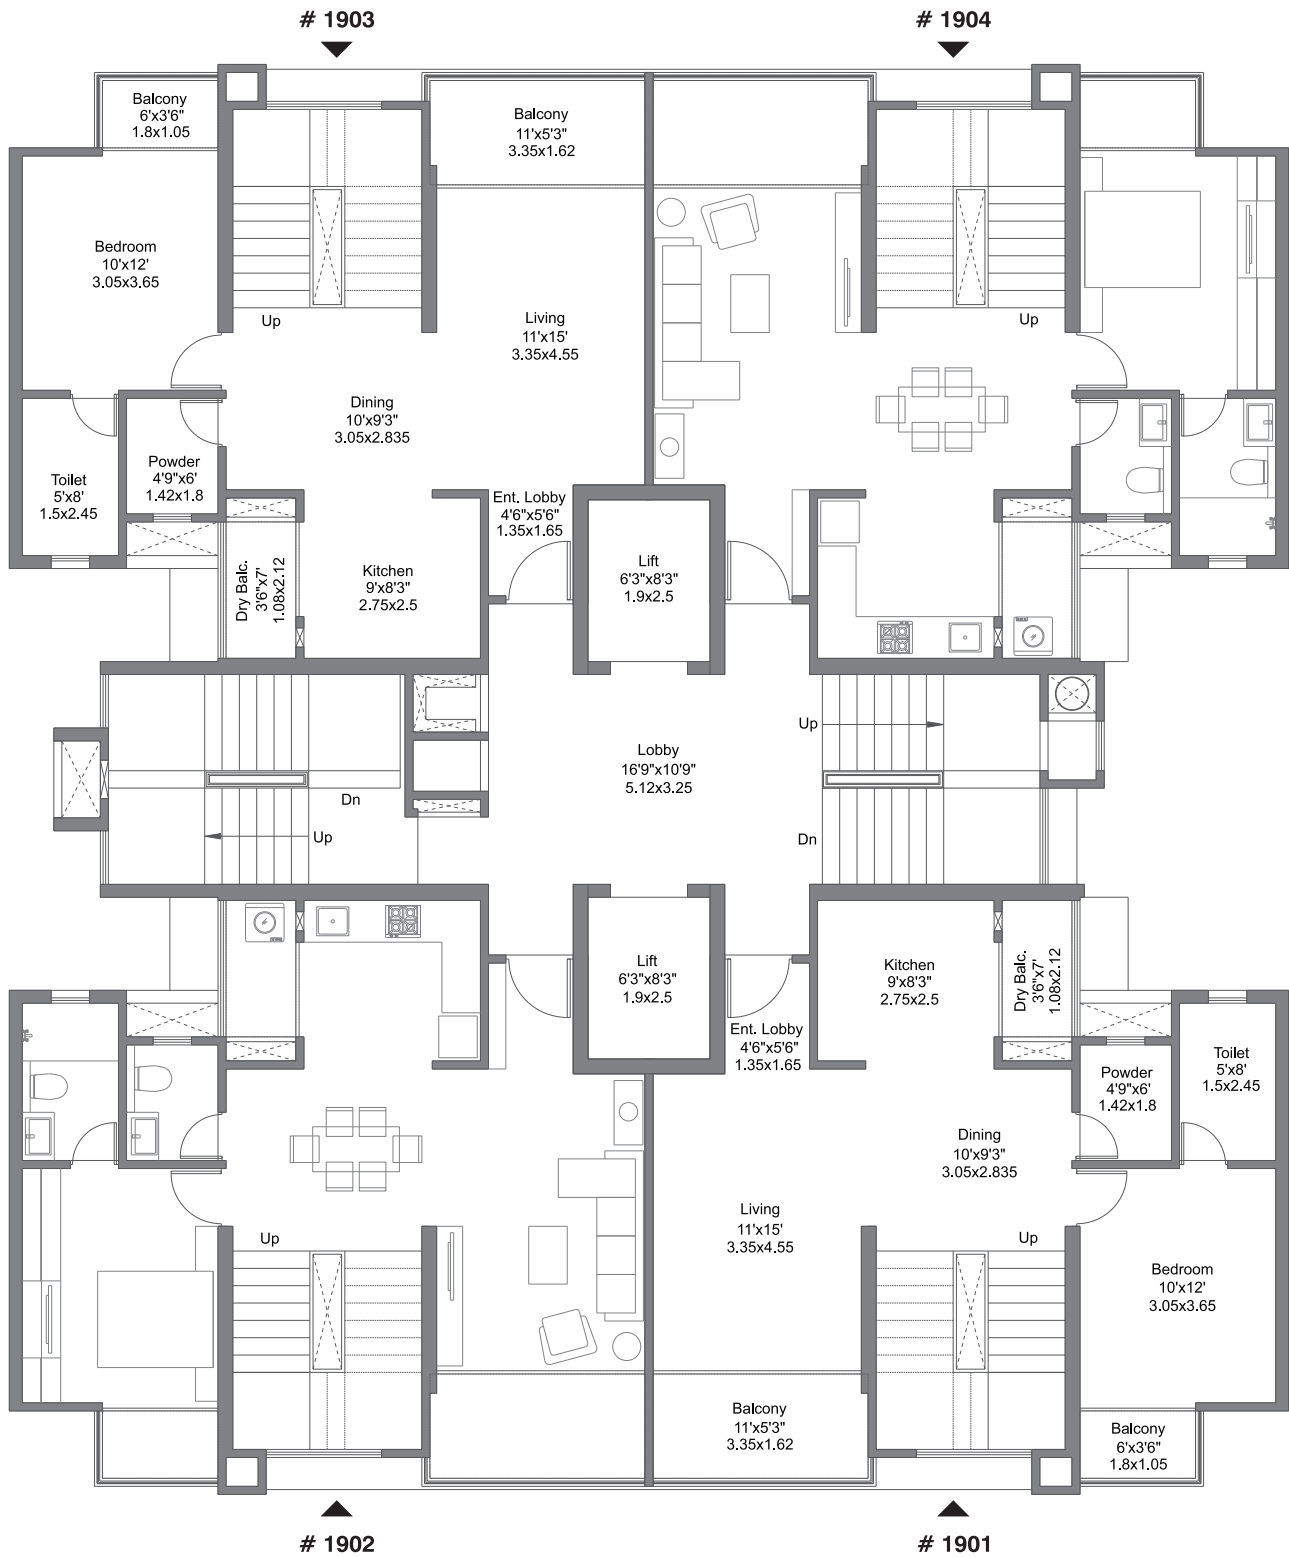 # 1903
# 1904
Balcony
6'x3'6"
1.8x1.05
Balcony
11'x5'3"
3.35x1.62
Bedroom
10'x12'
3.05x3.65
Up
Living
11'x15'
3.35x4.55
Up
Dining
10'x9'3"
3.05x2.835
Toilet
5'x8'
1.5x2.45
Powder
4'9"x6'
1.42x1.8
Ent. Lobby
4'6"x5'6"
1.35x1.65
Dry Balc.
3'6"x7'
1.08x2.12
Kitchen
9'x8'3"
2.75x2.5
Lift
6'3"x8'3"
1.9x2.5
Up
Lobby
16'9"x10'9"
5.12x3.25
Dn
Up
Dn
Lift
6'3"x8'3"
1.9x2.5
Kitchen
9'x8'3"
2.75x2.5
Dry Balc.
3'6"x7'
1.08x2.12
Ent. Lobby
4'6"x5'6"
1.35x1.65
Powder
4'9"x6'
1.42x1.8
Toilet
5'x8'
1.5x2.45
Dining
10'x9'3"
3.05x2.835
Up
Living
11'x15'
3.35x4.55
Up
Bedroom
10'x12'
3.05x3.65
Balcony
11'x5'3"
3.35x1.62
Balcony
6'x3'6"
1.8x1.05
# 1902
# 1901